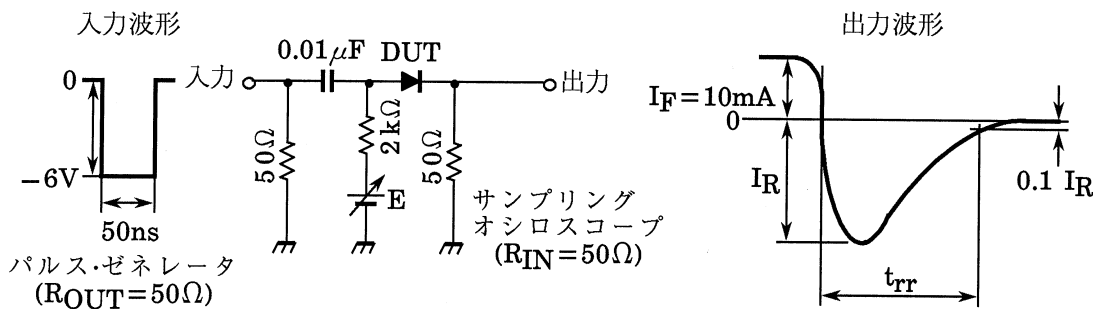 入力波形
0
−6V
50ns
パルス・ゼネレータ
(ROUT=50Ω)
入力
0.01μF
DUT
出力
50Ω
2kΩ
E
50Ω
サンプリング
オシロスコープ
(RIN=50Ω)
出力波形
IF=10mA
0
IR
0.1 IR
trr